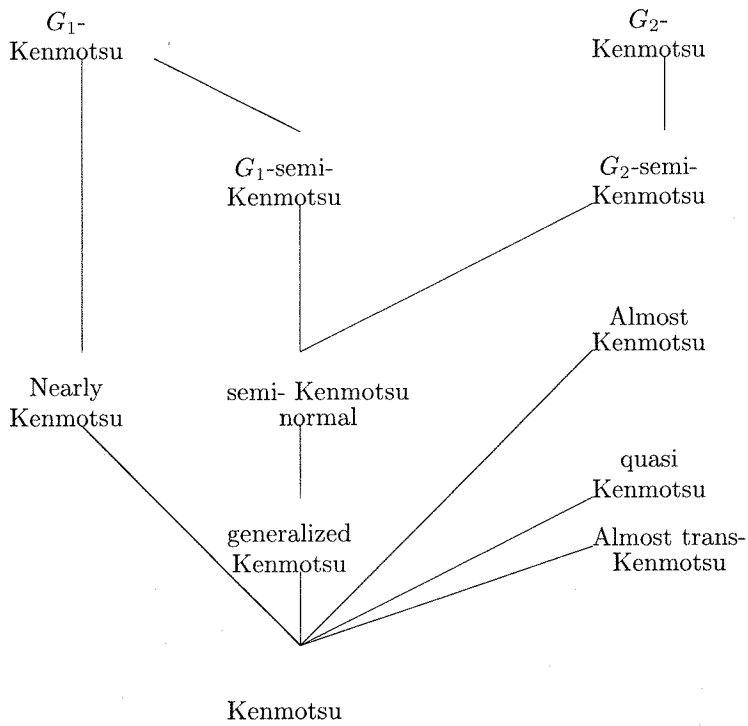 G₁-
Kenmotsu
G₂-
Kenmotsu
G₁-semi-
Kenmotsu
G₂-semi-
Kenmotsu
Almost
Kenmotsu
Nearly
Kenmotsu
semi- Kenmotsu
normal
quasi
Kenmotsu
generalized
Kenmotsu
Almost trans-
Kenmotsu
Kenmotsu